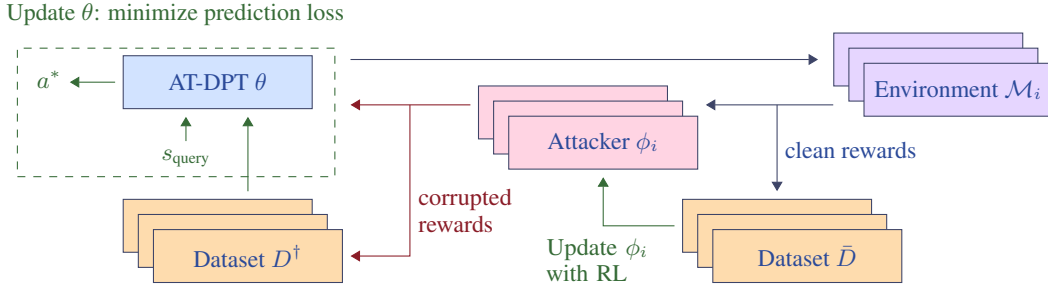 Update θ: minimize prediction loss
a*
AT-DPT θ
Environment ℳᵢ
Attacker ϕᵢ
s_query
clean rewards
corrupted
rewards
Dataset D†
Update ϕᵢ
with RL
Dataset D̄